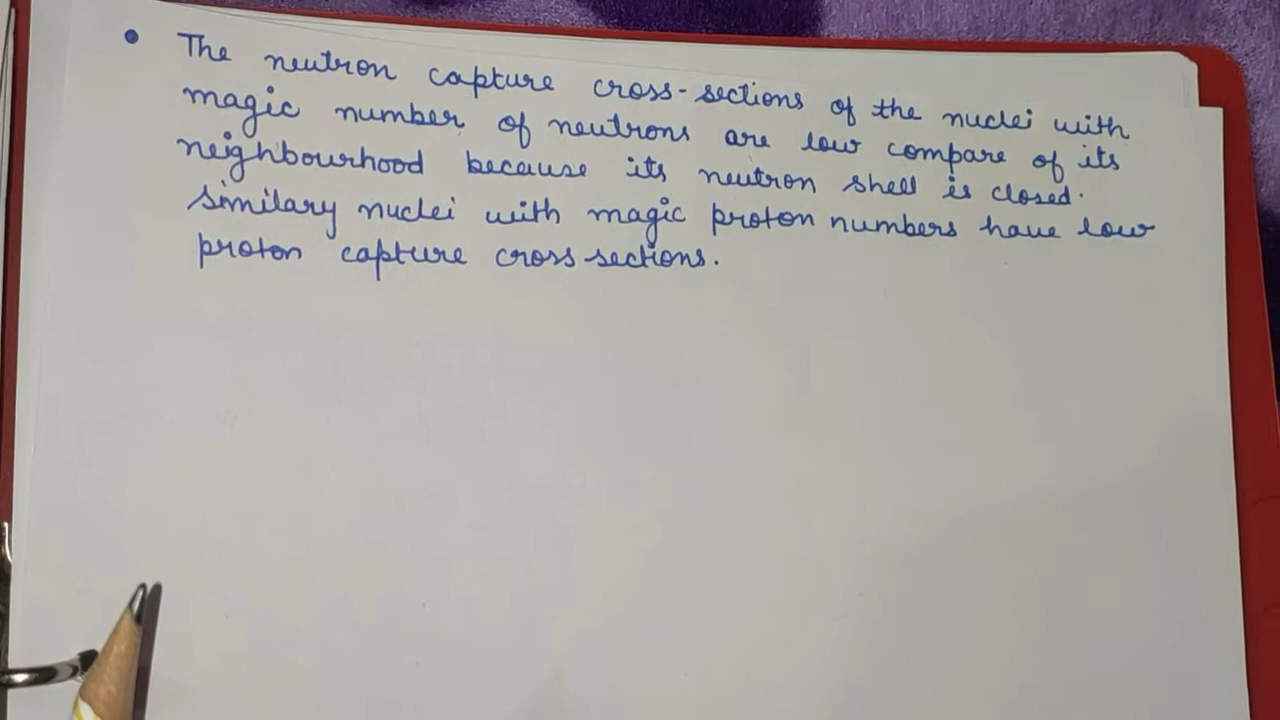 • The neutron capture cross-sections of the nuclei with
magic number of neutrons are low compare of its
neighbourhood because its neutron shell is closed.
similary nuclei with magic proton numbers have low
proton capture cross sections.